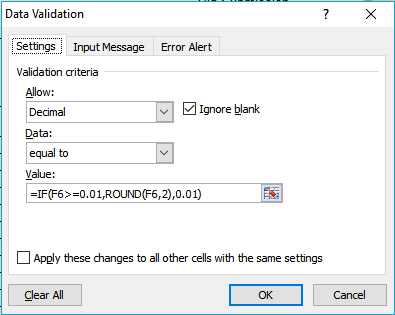 Data Validation
?
Settings
Input Message
Error Alert
Validation criteria
Allow:
Decimal
Ignore blank
Data:
equal to
Value:
=IF(F6>=0.01,ROUND(F6,2),0.01)
Apply these changes to all other cells with the same settings
Clear All
OK
Cancel